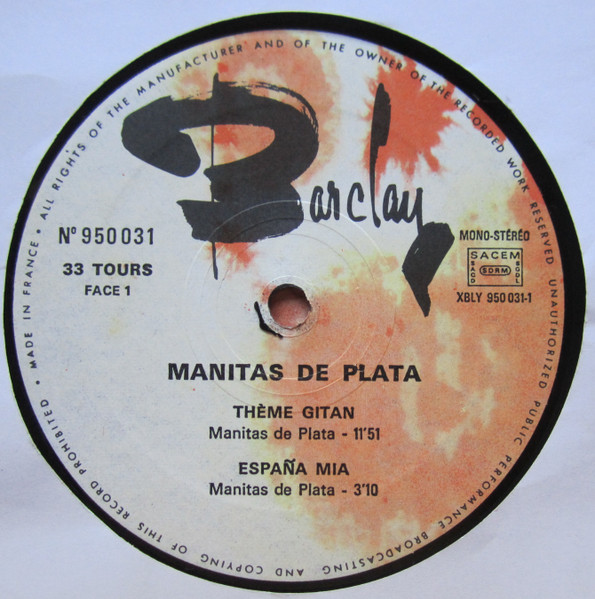 • MADE IN FRANCE • ALL RIGHTS OF THE MANUFACTURER AND OF THE OWNER OF THE RECORDED WORK RESERVED UNAUTHORIZED PUBLIC PERFORMANCE BROADCASTING AND COPYING OF THIS RECORD PROHIBITED
Barclay
N° 950031
33 TOURS
FACE 1
MONO-STÉRÉO
SACEM
SACD SDRM SGDL
XBLY 950 031-1
MANITAS DE PLATA
THÈME GITAN
Manitas de Plata - 11'51
ESPAÑA MIA
Manitas de Plata - 3'10